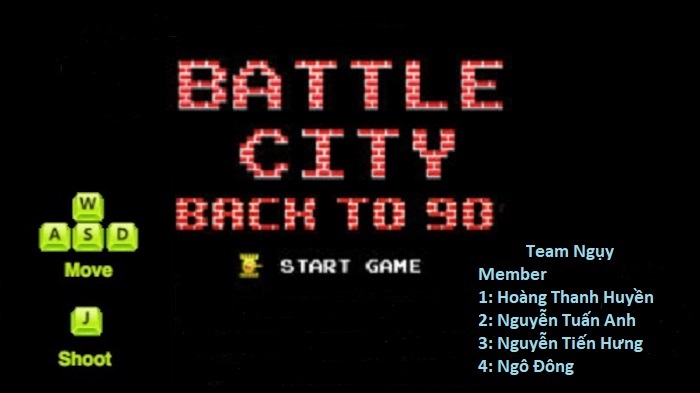 BATTLE
CITY
BACK TO 90
START GAME
W
A S D
Move
J
Shoot
Team Ngụy
Member
1: Hoàng Thanh Huyền
2: Nguyễn Tuấn Anh
3: Nguyễn Tiến Hưng
4: Ngô Đông